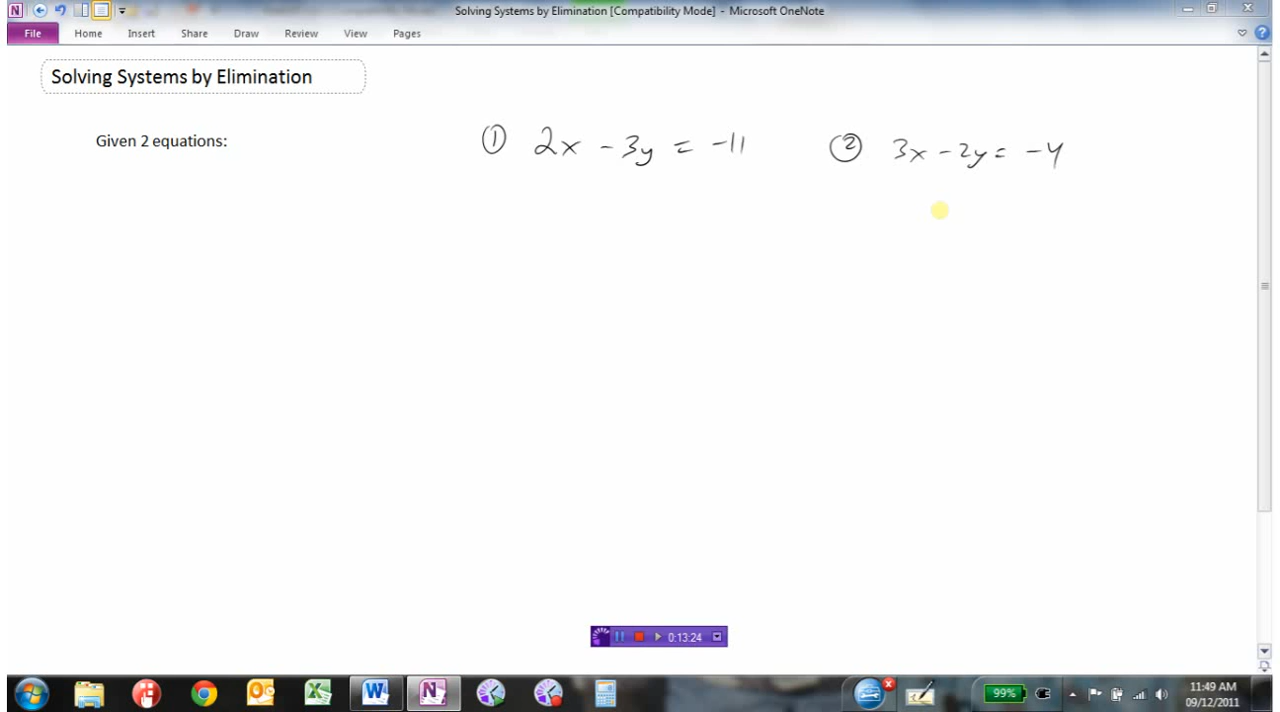 Solving Systems by Elimination [Compatibility Mode] - Microsoft OneNote
File Home Insert Share Draw Review View Pages
Solving Systems by Elimination
Given 2 equations: ① 2x - 3y = -11 ② 3x - 2y = -4
0:13:24
99% 11:49 AM
09/12/2011